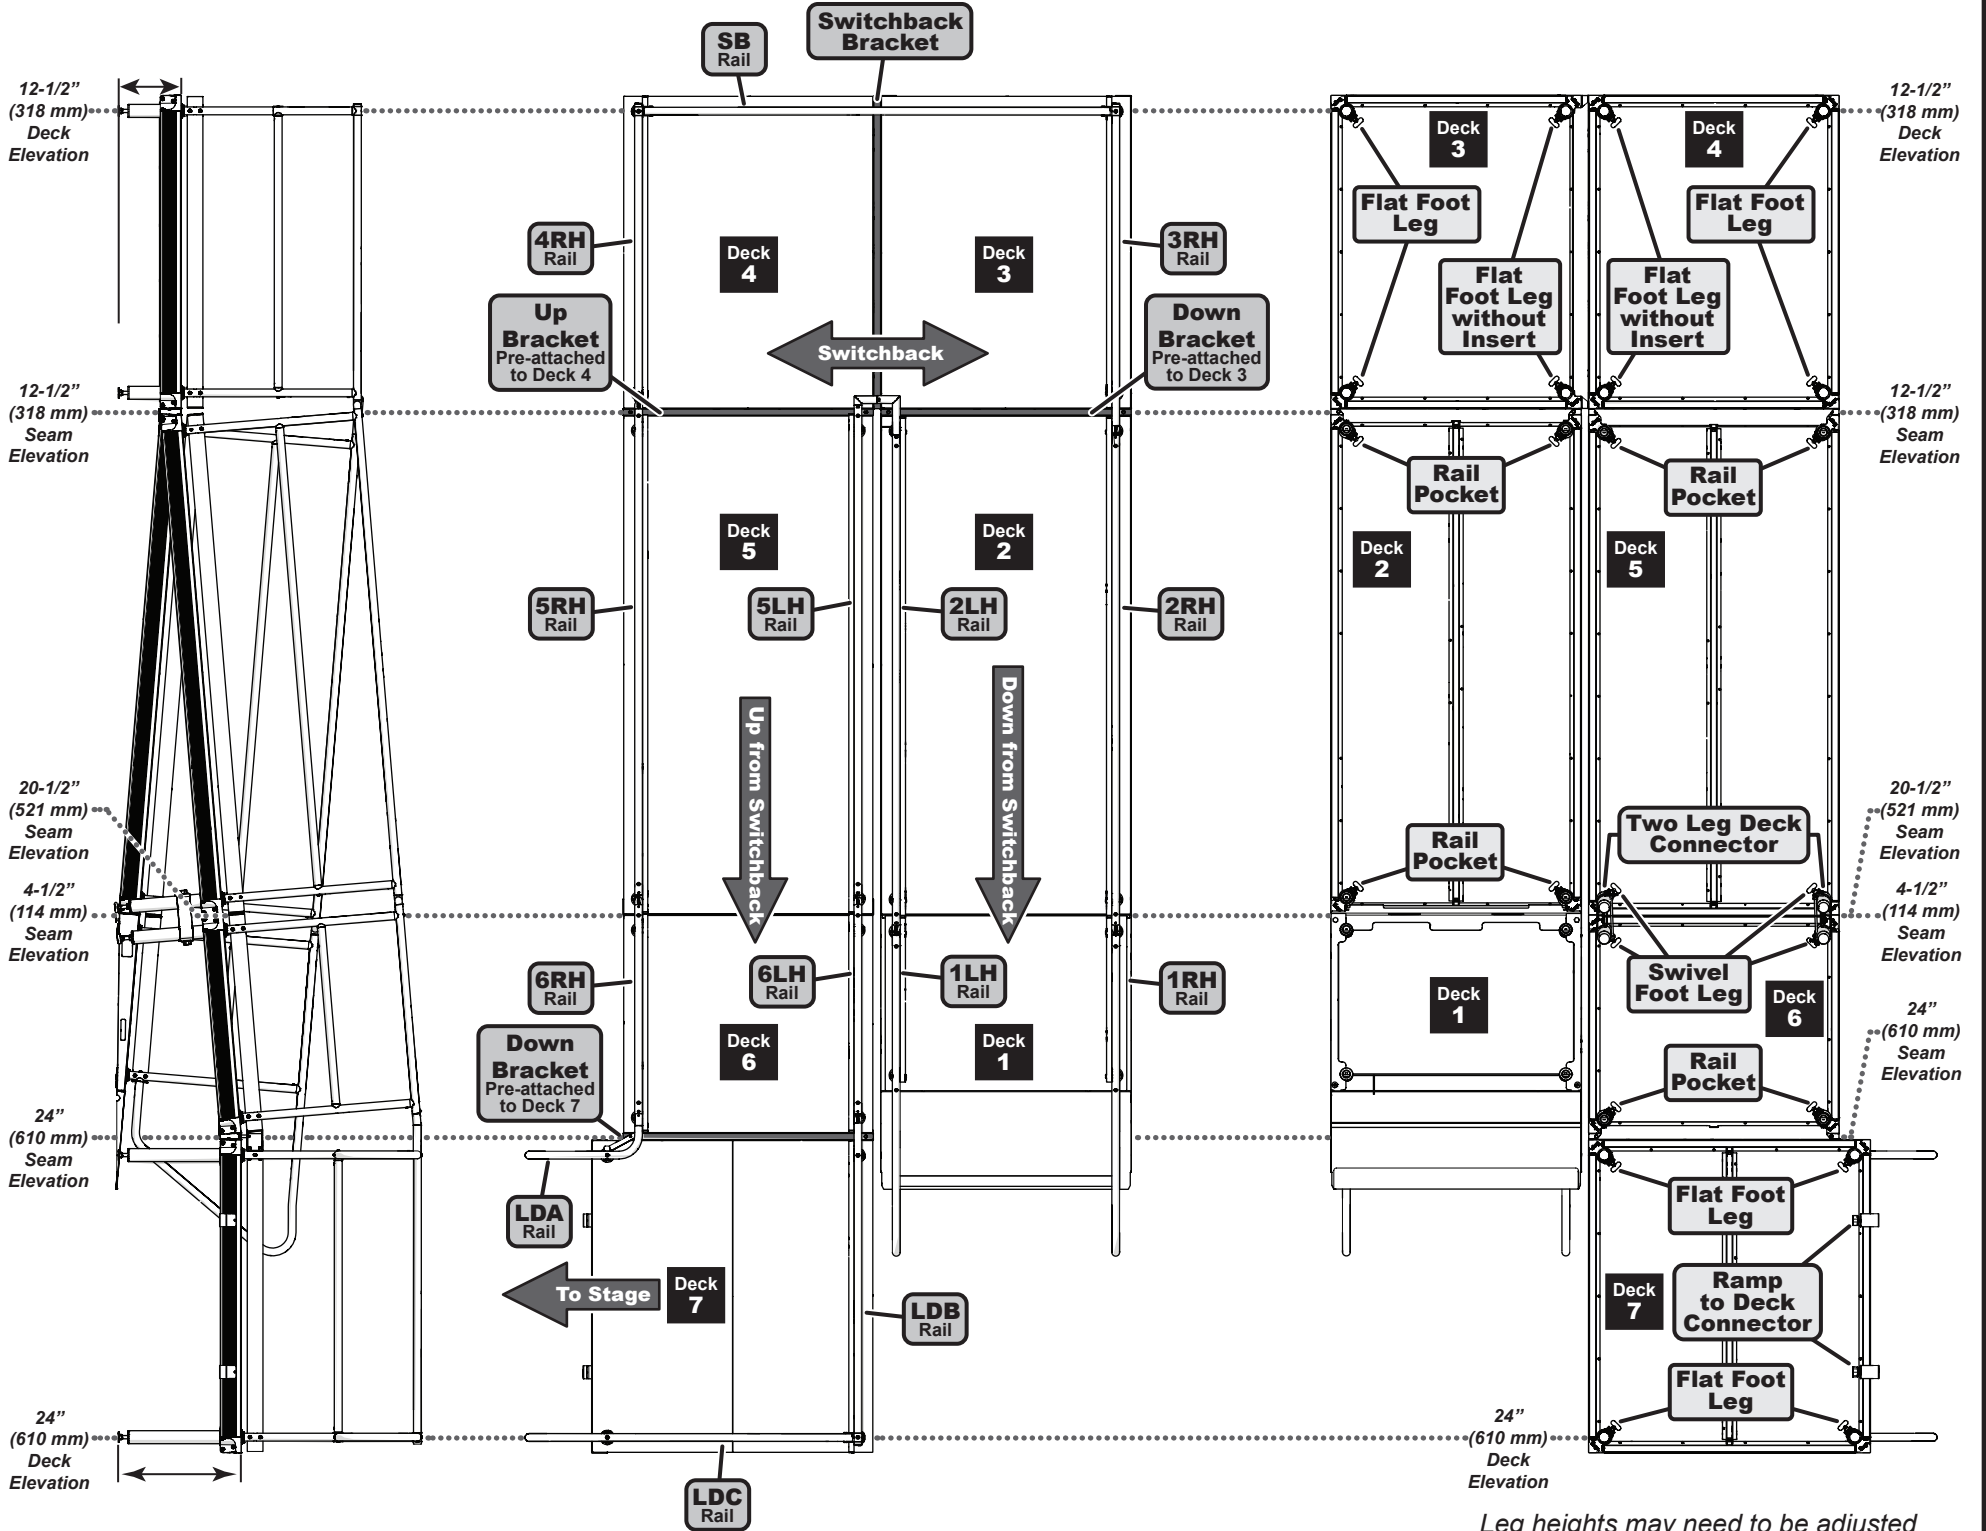 Switchback
Bracket
SB
Rail
12-1/2”
(318 mm)
Deck
Elevation
12-1/2”
(318 mm)
Deck
Elevation
Deck
3
Deck
4
Flat Foot
Leg
Flat Foot
Leg
4RH
Rail
Deck
4
Deck
3
3RH
Rail
Flat
Foot Leg
without
Insert
Flat
Foot Leg
without
Insert
Up
Bracket
Pre-attached
to Deck 4
Switchback
Down
Bracket
Pre-attached
to Deck 3
12-1/2”
(318 mm)
Seam
Elevation
12-1/2”
(318 mm)
Seam
Elevation
Rail
Pocket
Rail
Pocket
Deck
5
Deck
2
Deck
2
Deck
5
5RH
Rail
5LH
Rail
2LH
Rail
2RH
Rail
Up from Switchback
Down from Switchback
20-1/2”
(521 mm)
Seam
Elevation
20-1/2”
(521 mm)
Seam
Elevation
Rail
Pocket
Two Leg Deck
Connector
4-1/2”
(114 mm)
Seam
Elevation
4-1/2”
(114 mm)
Seam
Elevation
6RH
Rail
6LH
Rail
1LH
Rail
1RH
Rail
Deck
1
Swivel
Foot Leg
Deck
6
24”
(610 mm)
Seam
Elevation
Down
Bracket
Pre-attached
to Deck 7
Deck
6
Deck
1
Rail
Pocket
24”
(610 mm)
Seam
Elevation
LDA
Rail
Flat Foot
Leg
To Stage
Deck
7
LDB
Rail
Deck
7
Ramp
to Deck
Connector
Flat Foot
Leg
24”
(610 mm)
Deck
Elevation
24”
(610 mm)
Deck
Elevation
LDC
Rail
Leg heights may need to be adjusted